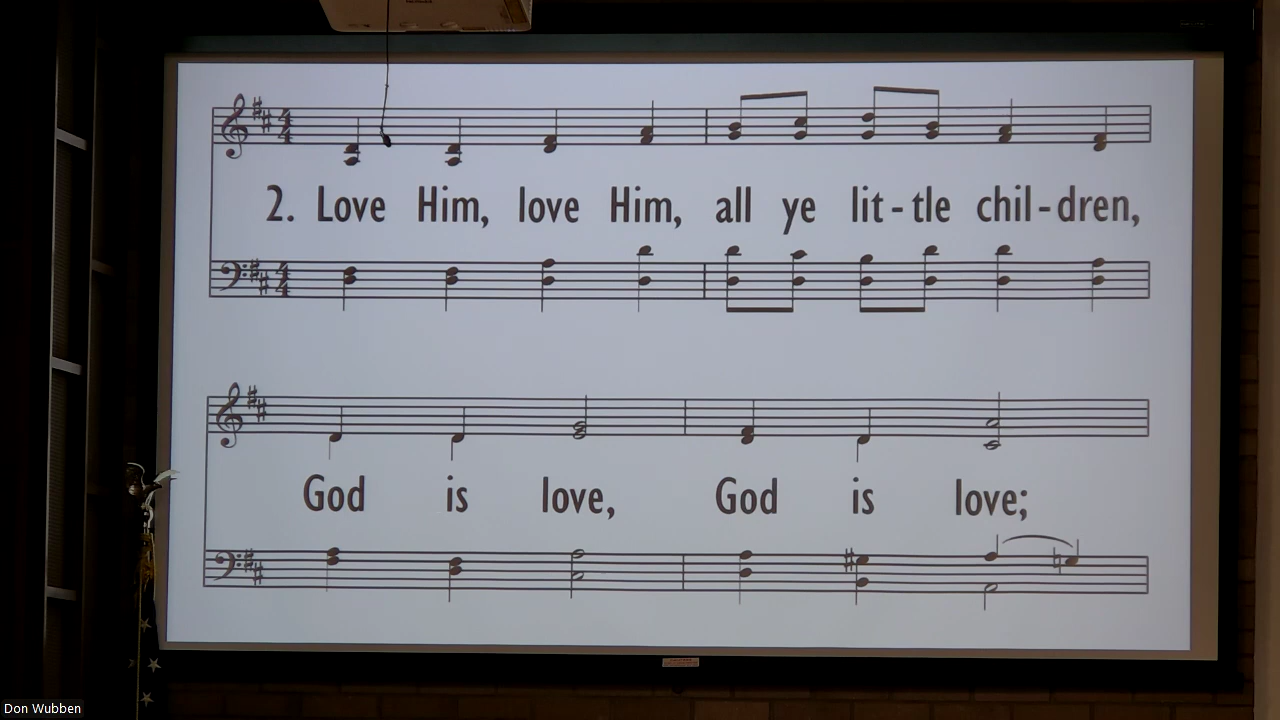 2. Love Him, love Him, all ye lit-tle chil-dren,
God is love, God is love;
Don Wubben